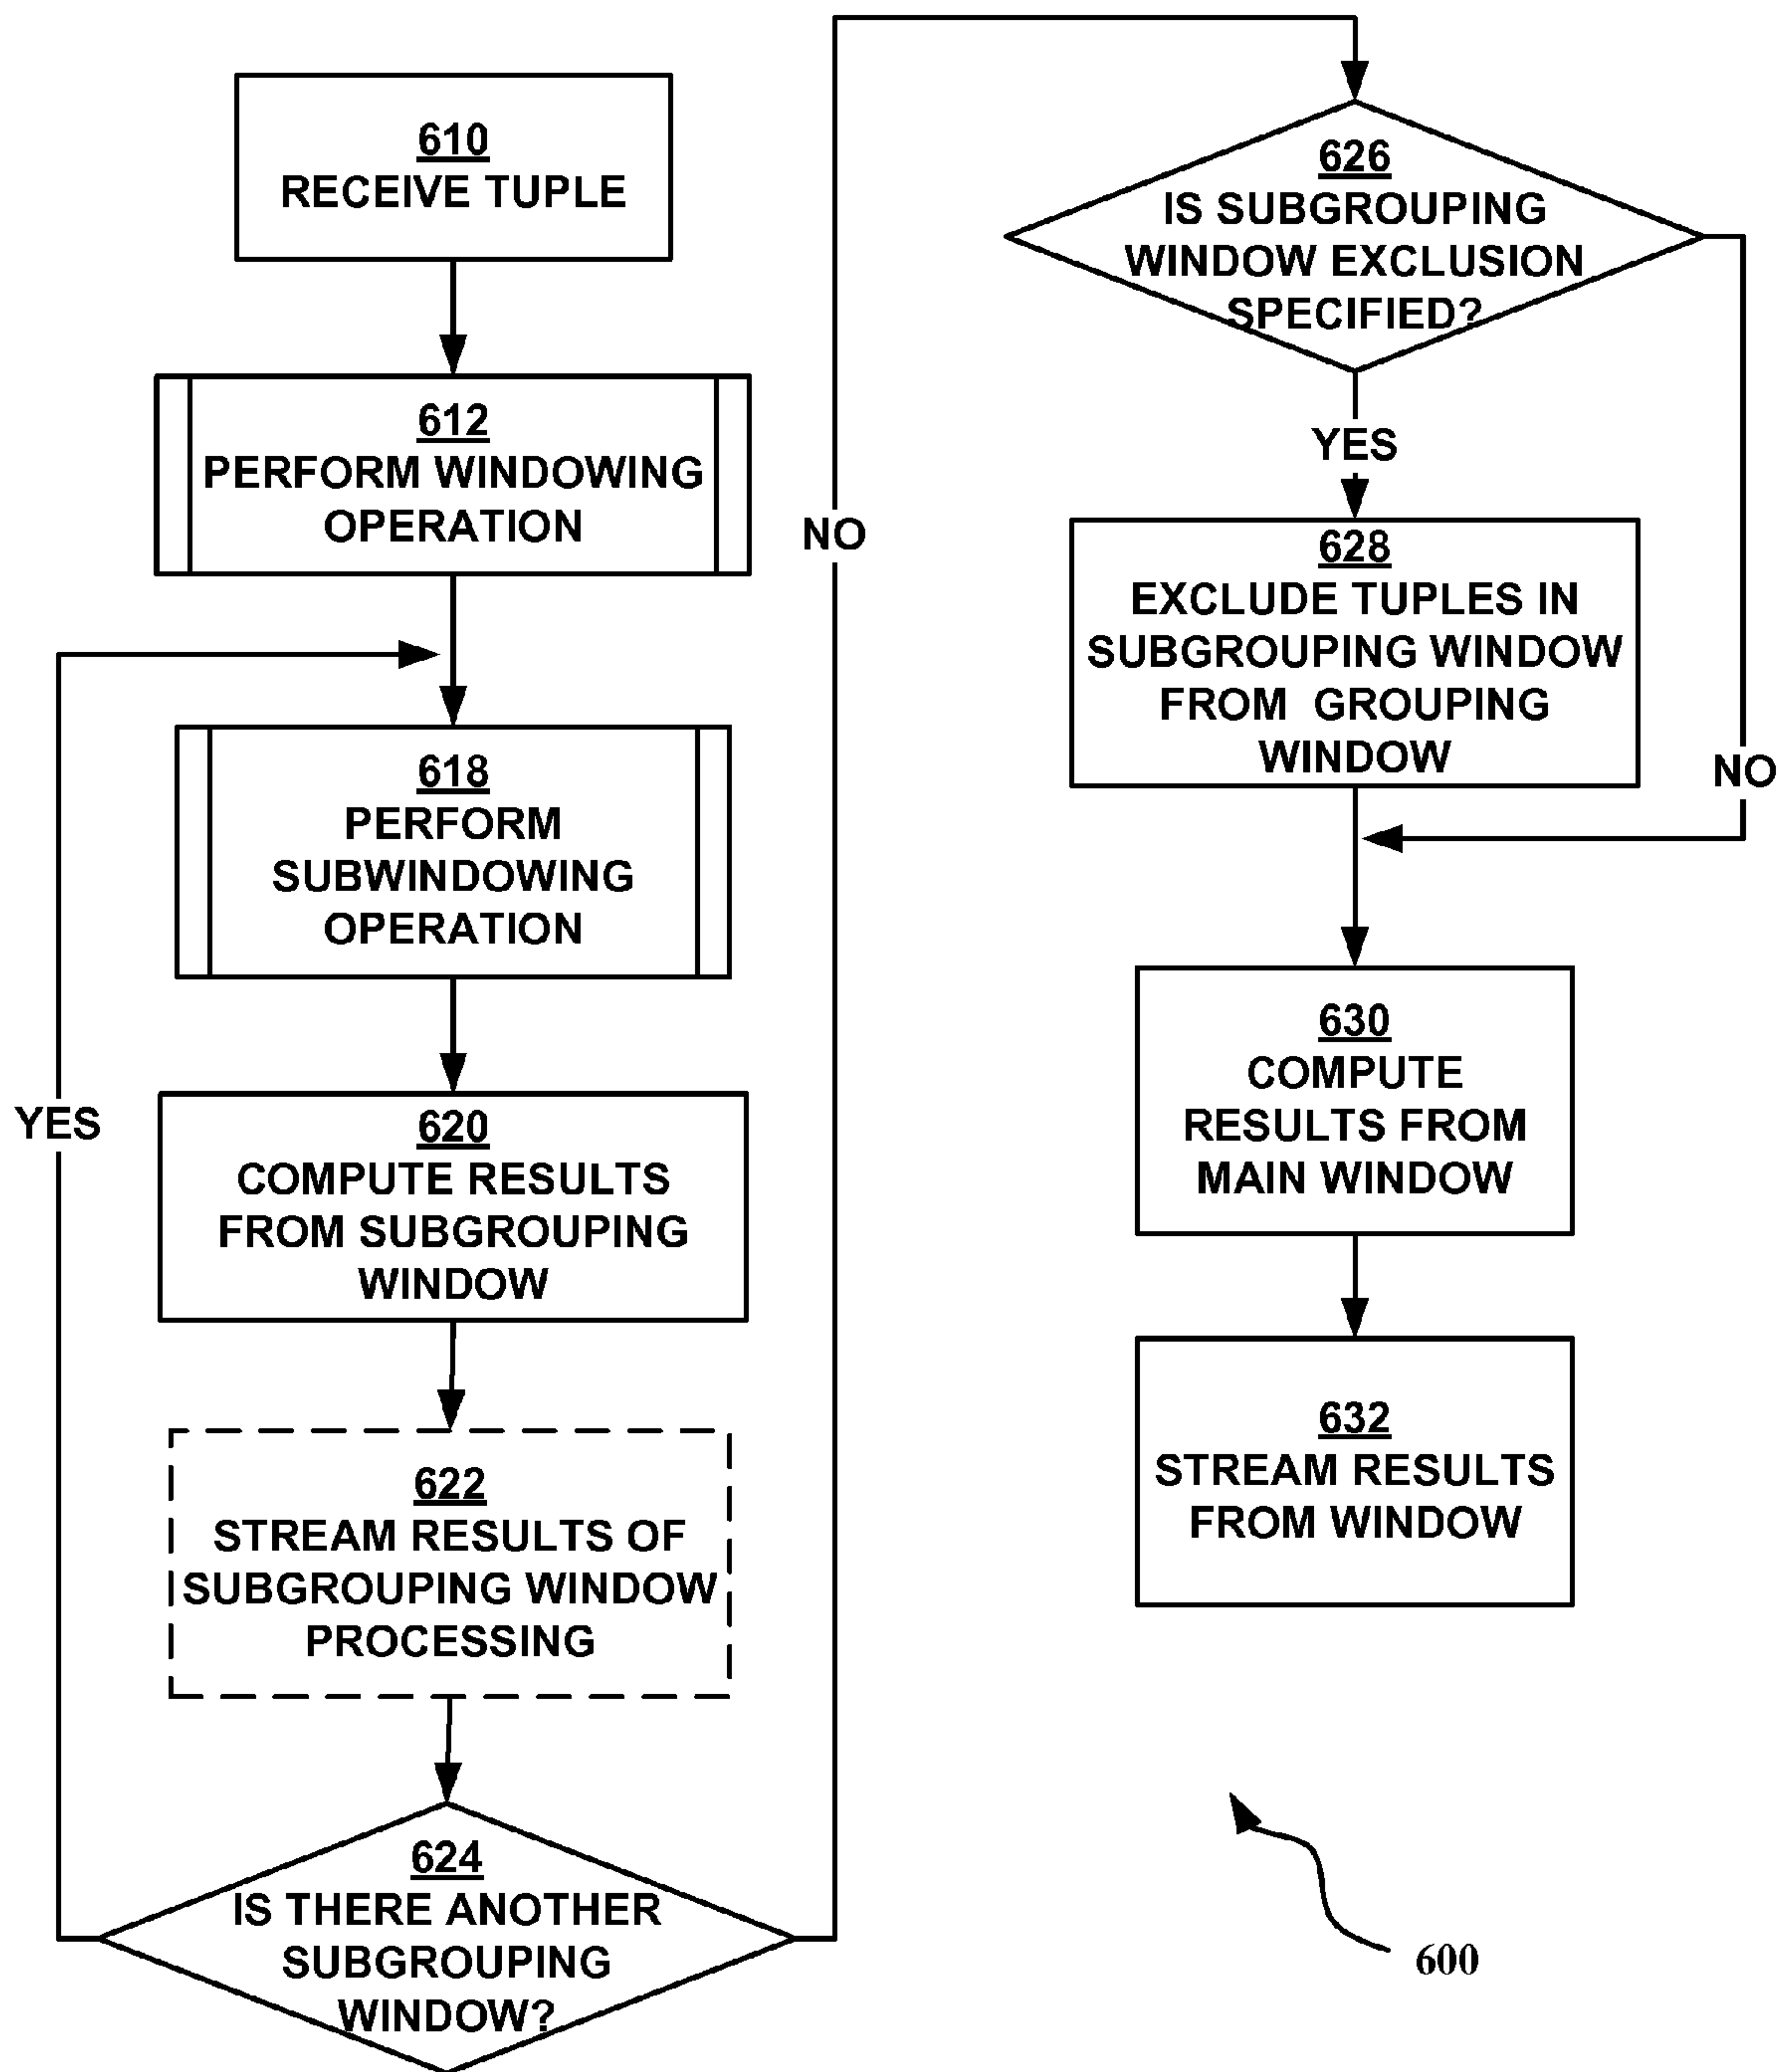 610
RECEIVE TUPLE
612
PERFORM WINDOWING
OPERATION
618
PERFORM
SUBWINDOWING
OPERATION
620
COMPUTE RESULTS
FROM SUBGROUPING
WINDOW
622
STREAM RESULTS OF
SUBGROUPING WINDOW
PROCESSING
624
IS THERE ANOTHER
SUBGROUPING
WINDOW?
YES
NO
626
IS SUBGROUPING
WINDOW EXCLUSION
SPECIFIED?
YES
NO
628
EXCLUDE TUPLES IN
SUBGROUPING WINDOW
FROM GROUPING
WINDOW
630
COMPUTE
RESULTS FROM
MAIN WINDOW
632
STREAM RESULTS
FROM WINDOW
600